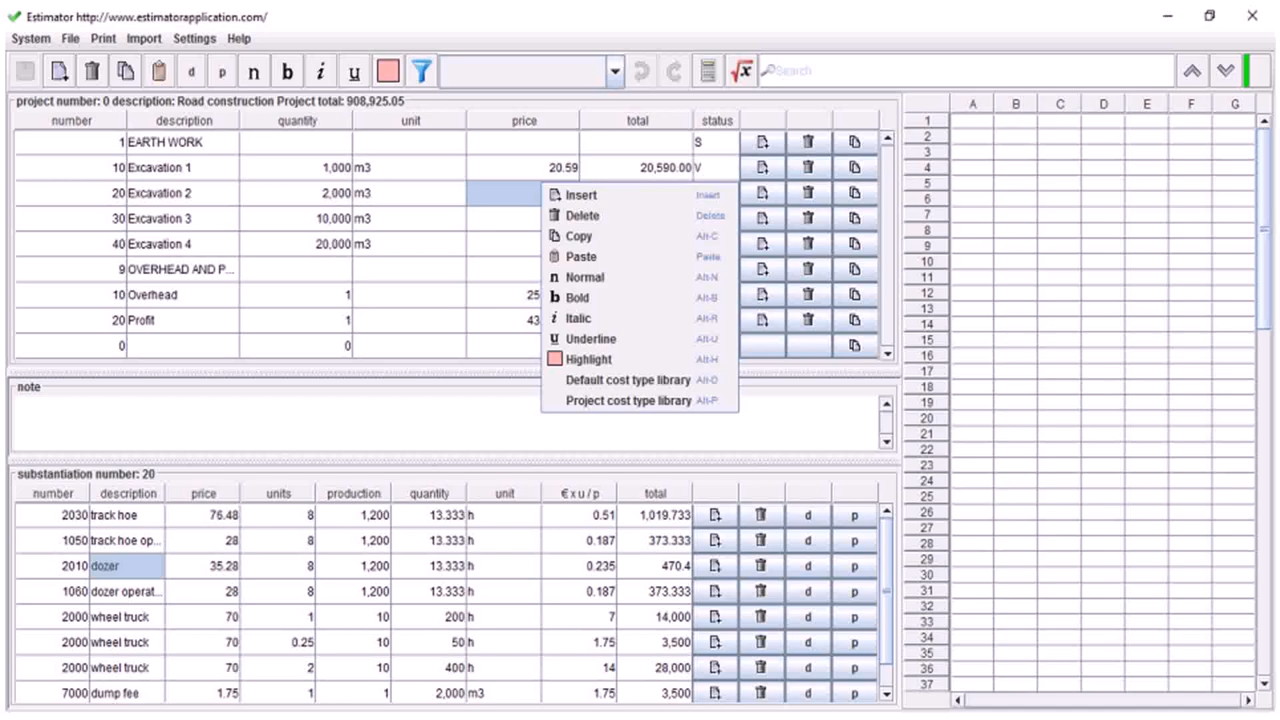 Estimator http://www.estimatorapplication.com/
System File Print Import Settings Help
d p n b i u √x Search
project number: 0 description: Road construction Project total: 908,925.05
number description quantity unit price total status
1 EARTH WORK S
10 Excavation 1 1,000 m3 20.59 20,590.00 V
20 Excavation 2 2,000 m3
30 Excavation 3 10,000 m3
40 Excavation 4 20,000 m3
9 OVERHEAD AND P...
10 Overhead 1 25
20 Profit 1 43
0 0
Insert Insert
Delete Delete
Copy Alt-C
Paste Paste
n Normal Alt-N
b Bold Alt-B
i Italic Alt-R
u Underline Alt-U
Highlight Alt-H
Default cost type library Alt-D
Project cost type library Alt-P
note
substantiation number: 20
number description price units production quantity unit € x u / p total
2030 track hoe 76.48 8 1,200 13.333 h 0.51 1,019.733 d p
1050 track hoe op... 28 8 1,200 13.333 h 0.187 373.333 d p
2010 dozer 35.28 8 1,200 13.333 h 0.235 470.4 d p
1060 dozer operat... 28 8 1,200 13.333 h 0.187 373.333 d p
2000 wheel truck 70 1 10 200 h 7 14,000 d p
2000 wheel truck 70 0.25 10 50 h 1.75 3,500 d p
2000 wheel truck 70 2 10 400 h 14 28,000 d p
7000 dump fee 1.75 1 1 2,000 m3 1.75 3,500 d p
A B C D E F G
1
2
3
4
5
6
7
8
9
10
11
12
13
14
15
16
17
18
19
20
21
22
23
24
25
26
27
28
29
30
31
32
33
34
35
36
37